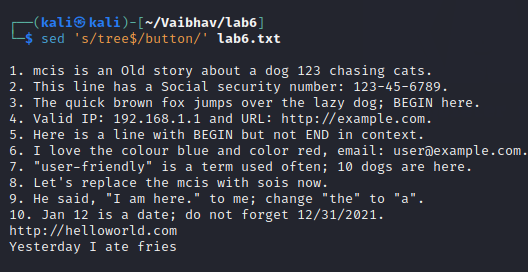 ┌──(kali㉿kali)-[~/Vaibhav/lab6]
└─$ sed 's/tree$/button/' lab6.txt
1. mcis is an Old story about a dog 123 chasing cats.
2. This line has a Social security number: 123-45-6789.
3. The quick brown fox jumps over the lazy dog; BEGIN here.
4. Valid IP: 192.168.1.1 and URL: http://example.com.
5. Here is a line with BEGIN but not END in context.
6. I love the colour blue and color red, email: user@example.com.
7. "user-friendly" is a term used often; 10 dogs are here.
8. Let's replace the mcis with sois now.
9. He said, "I am here." to me; change "the" to "a".
10. Jan 12 is a date; do not forget 12/31/2021.
http://helloworld.com
Yesterday I ate fries